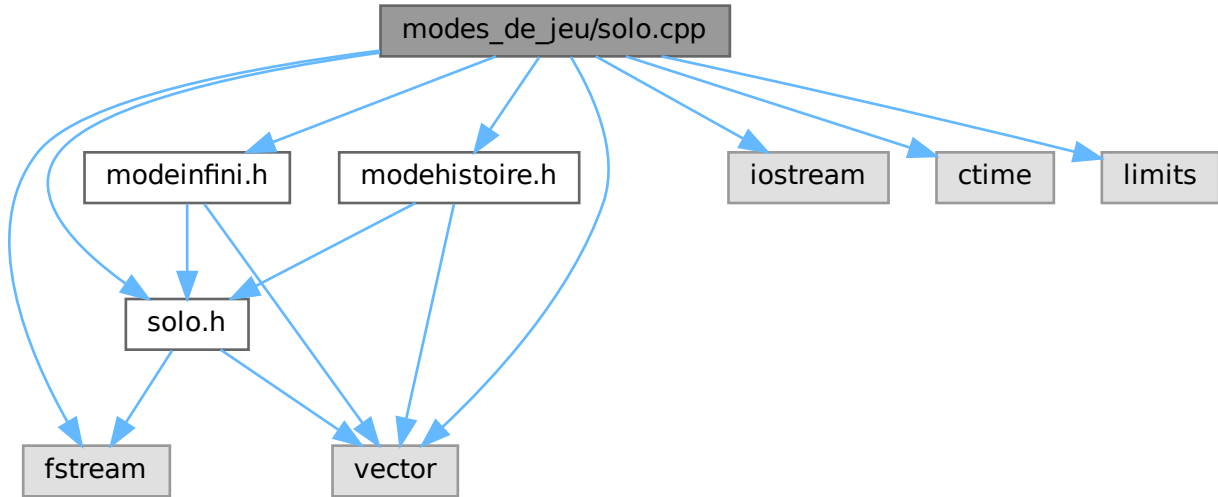 modes_de_jeu/solo.cpp
modeinfini.h
modehistoire.h
iostream
ctime
limits
solo.h
fstream
vector